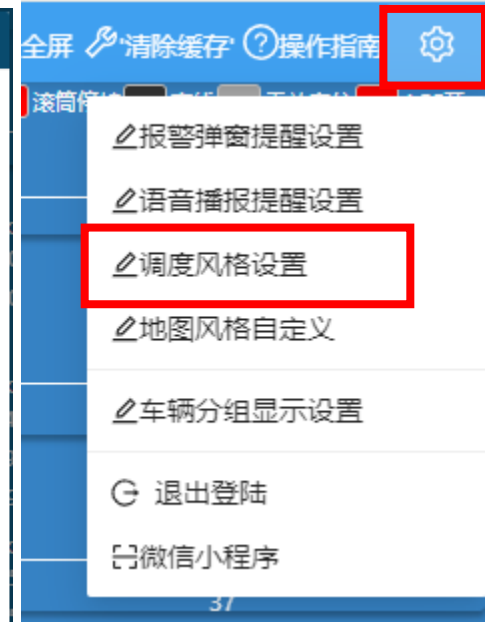 全屏 '清除缓存' 操作指南
滚筒停
报警弹窗提醒设置
语音播报提醒设置
调度风格设置
地图风格自定义
车辆分组显示设置
退出登陆
微信小程序
37